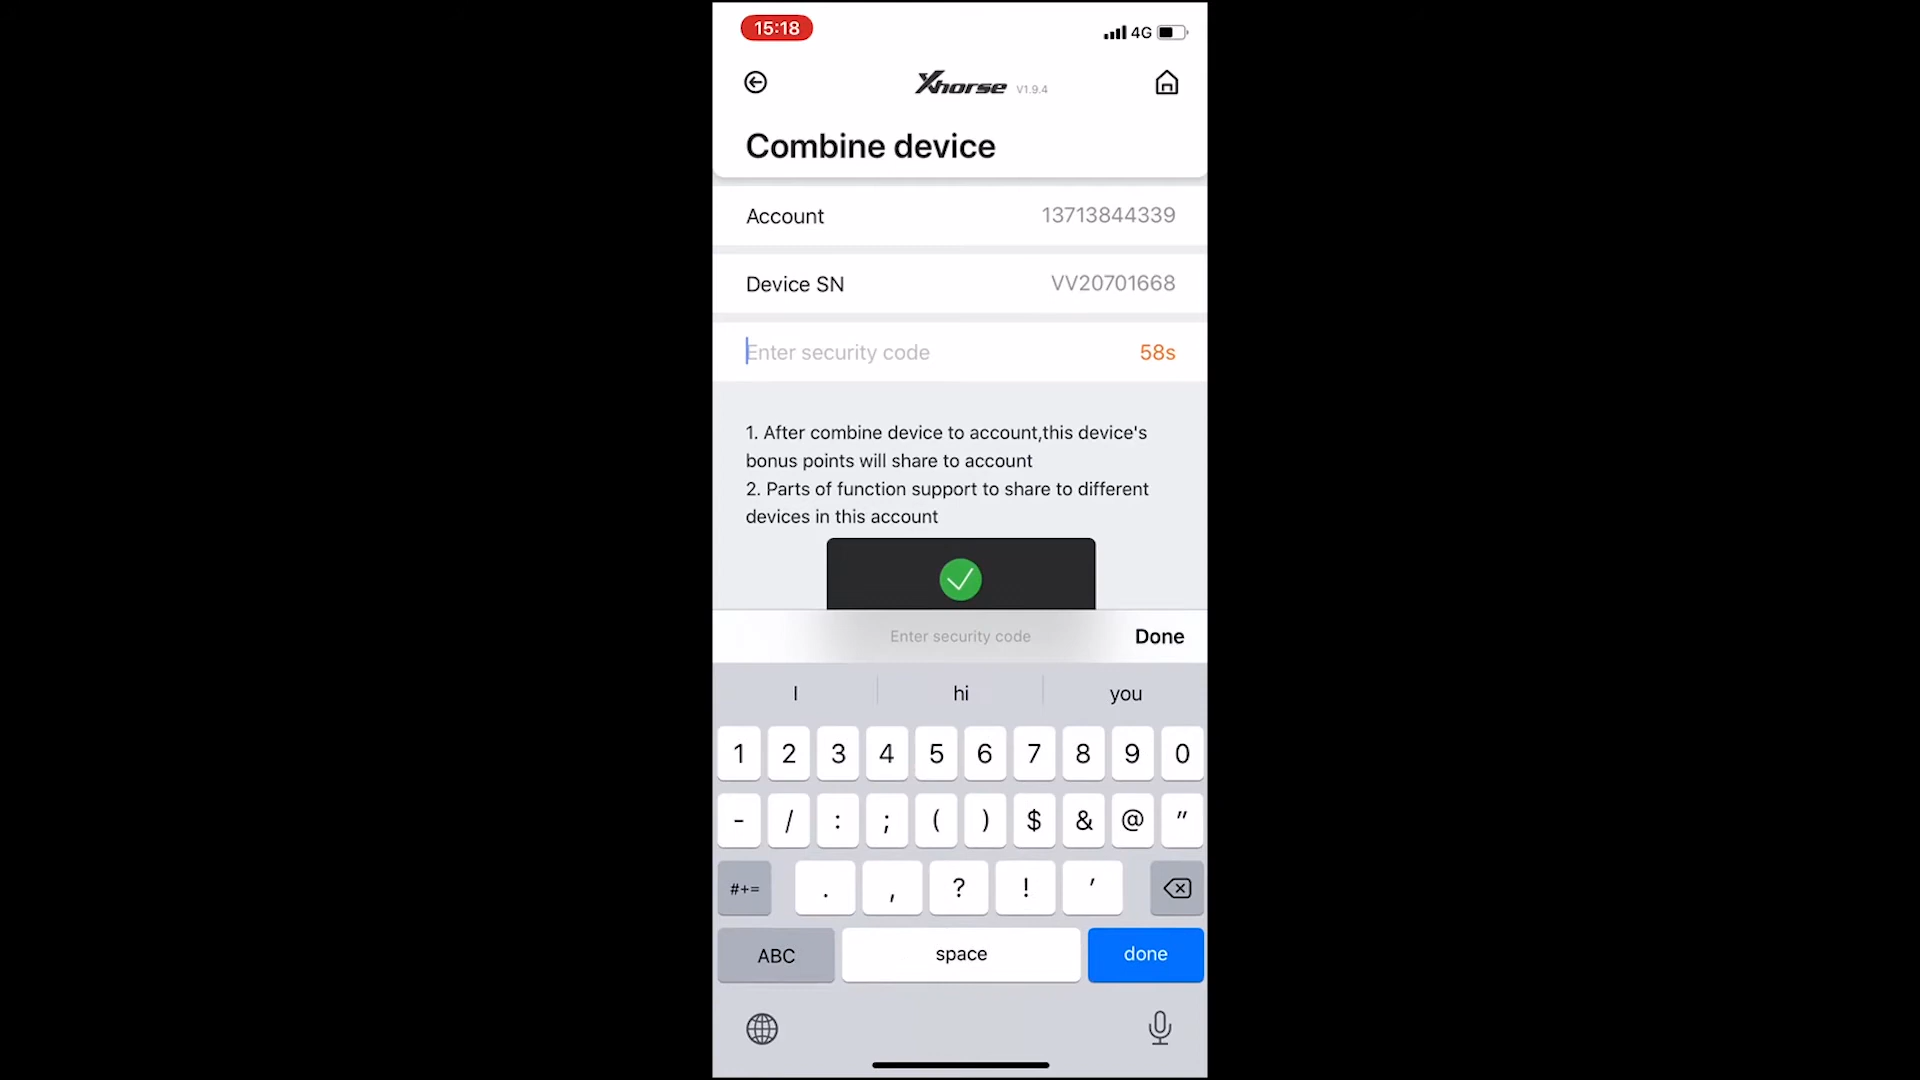 15:18
4G
Xhorse V1.9.4
Combine device
Account 13713844339
Device SN VV20701668
Enter security code 58s
1. After combine device to account,this device's
bonus points will share to account
2. Parts of function support to share to different
devices in this account
Enter security code Done
I hi you
1 2 3 4 5 6 7 8 9 0
- / : ; ( ) $ & @ "
#+= . , ? ! '
ABC space done